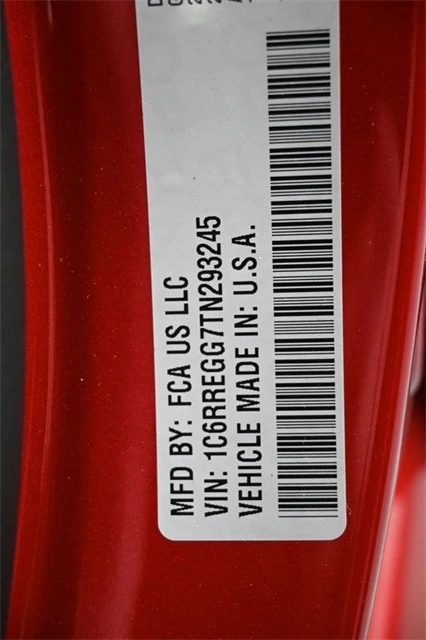 MFD BY: FCA US LLC
VIN: 1C6RREGG7TN293245
VEHICLE MADE IN: U.S.A.